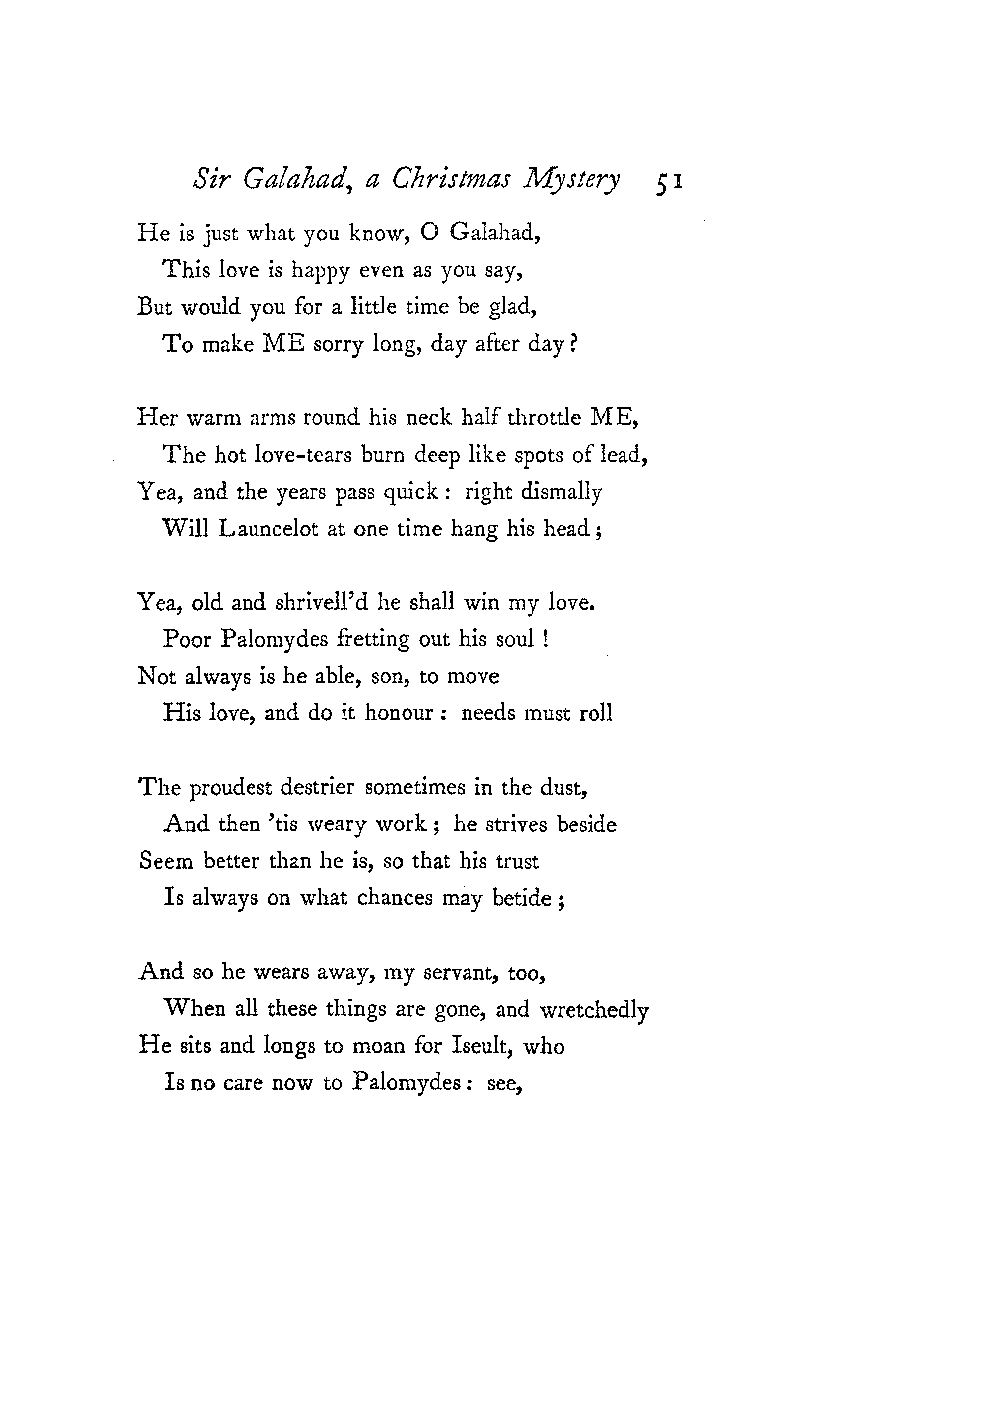 Sir Galahad, a Christmas Mystery 51
He is just what you know, O Galahad,
This love is happy even as you say,
But would you for a little time be glad,
To make ME sorry long, day after day?
Her warm arms round his neck half throttle ME,
The hot love-tears burn deep like spots of lead,
Yea, and the years pass quick: right dismally
Will Launcelot at one time hang his head;
Yea, old and shrivell'd he shall win my love.
Poor Palomydes fretting out his soul!
Not always is he able, son, to move
His love, and do it honour: needs must roll
The proudest destrier sometimes in the dust,
And then 'tis weary work; he strives beside
Seem better than he is, so that his trust
Is always on what chances may betide;
And so he wears away, my servant, too,
When all these things are gone, and wretchedly
He sits and longs to moan for Iseult, who
Is no care now to Palomydes: see,